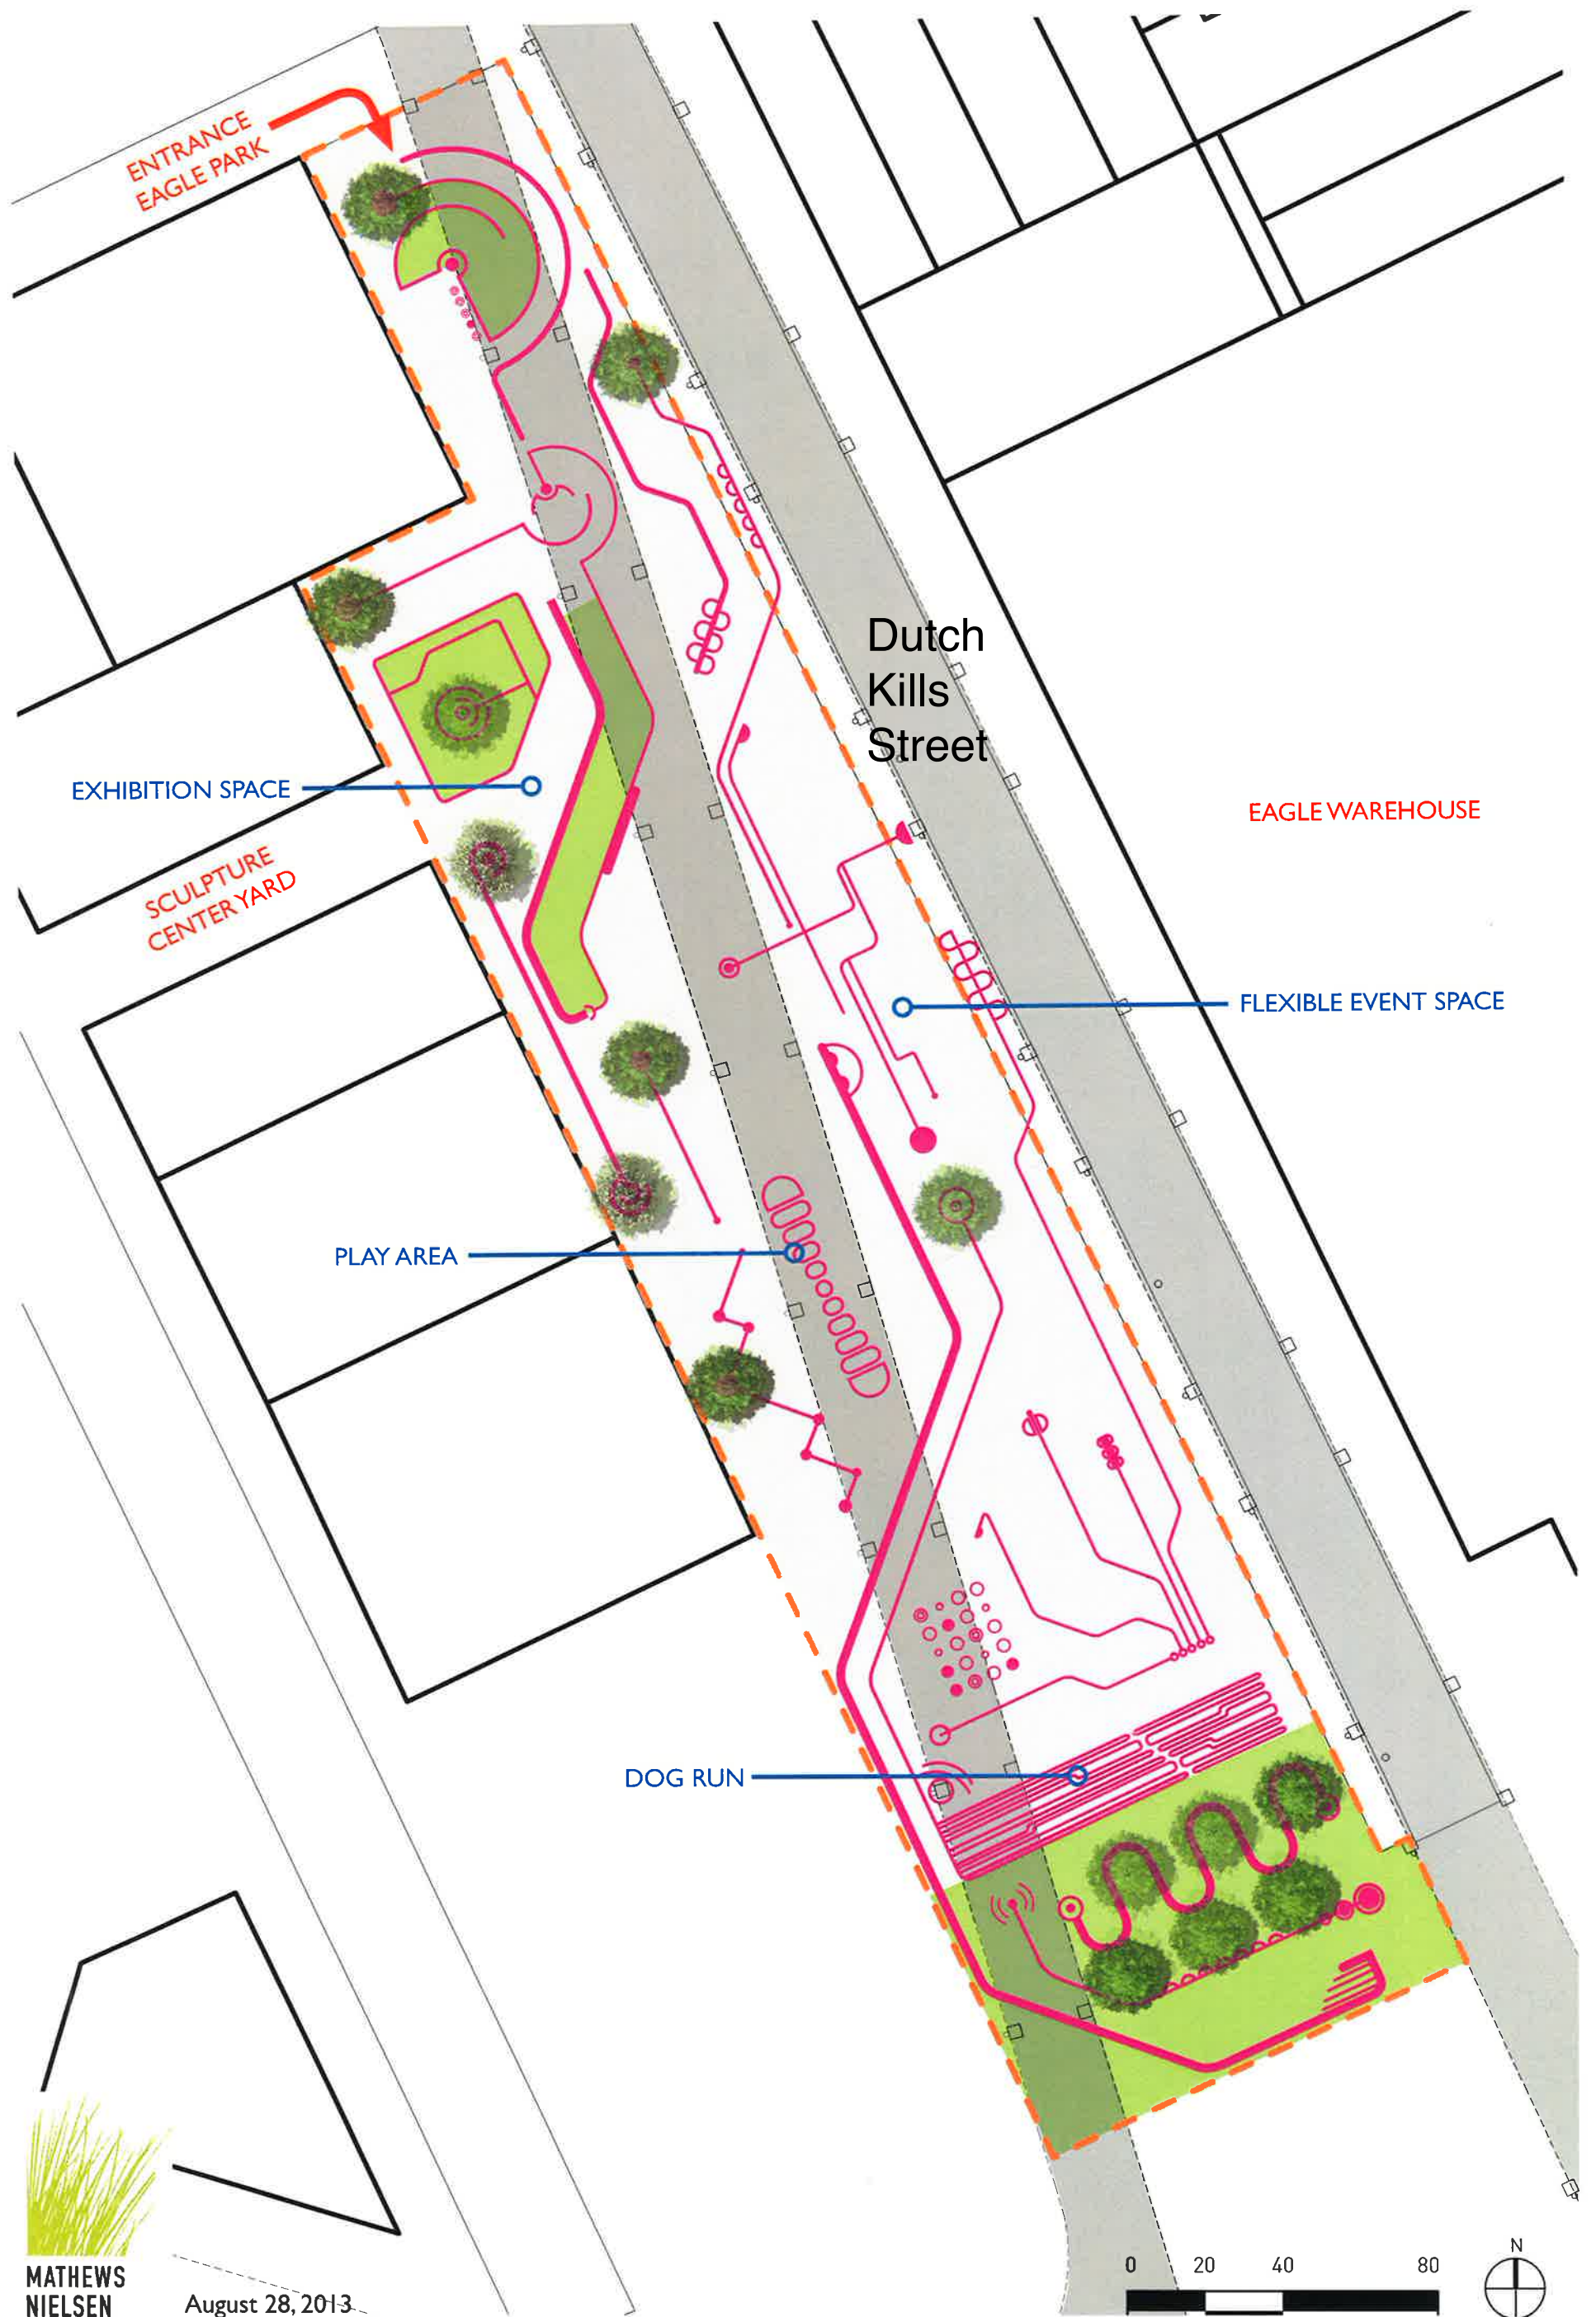 ENTRANCE
EAGLE PARK
Dutch
Kills
Street
EXHIBITION SPACE
EAGLE WAREHOUSE
SCULPTURE
CENTER YARD
FLEXIBLE EVENT SPACE
PLAY AREA
DOG RUN
MATHEWS
NIELSEN
August 28, 2013
0 20 40 80
N